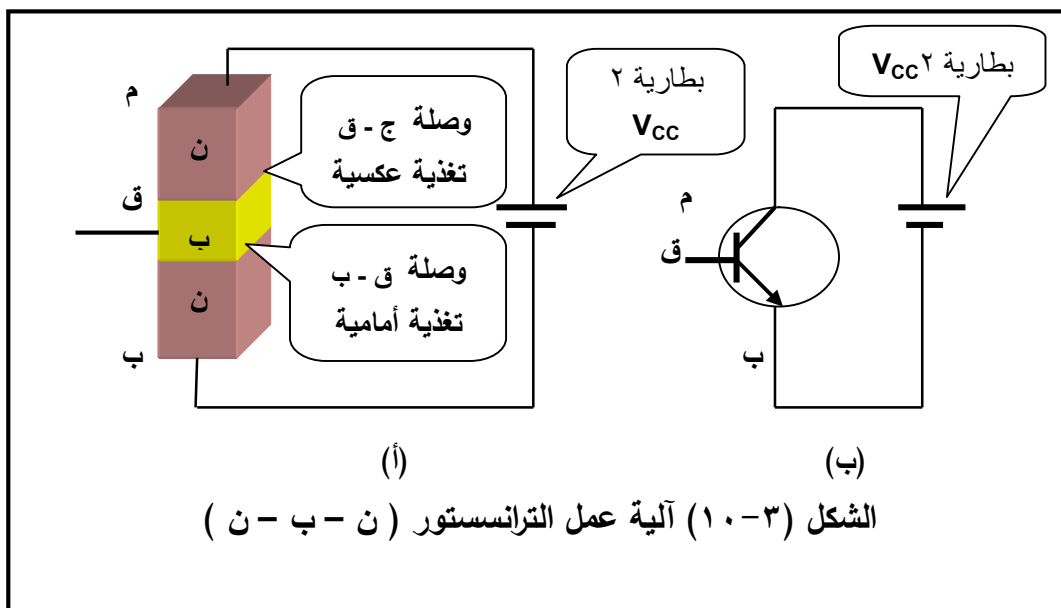 م
ن
ق
ب
ن
ب
وصلة ج - ق
تغذية عكسية
وصلة ق - ب
تغذية أمامية
بطارية ٢
VCC
بطارية ٢ VCC
م
ق
ب
(أ)
(ب)
الشكل (٣-١٠) آلية عمل الترانسستور ( ن – ب – ن )